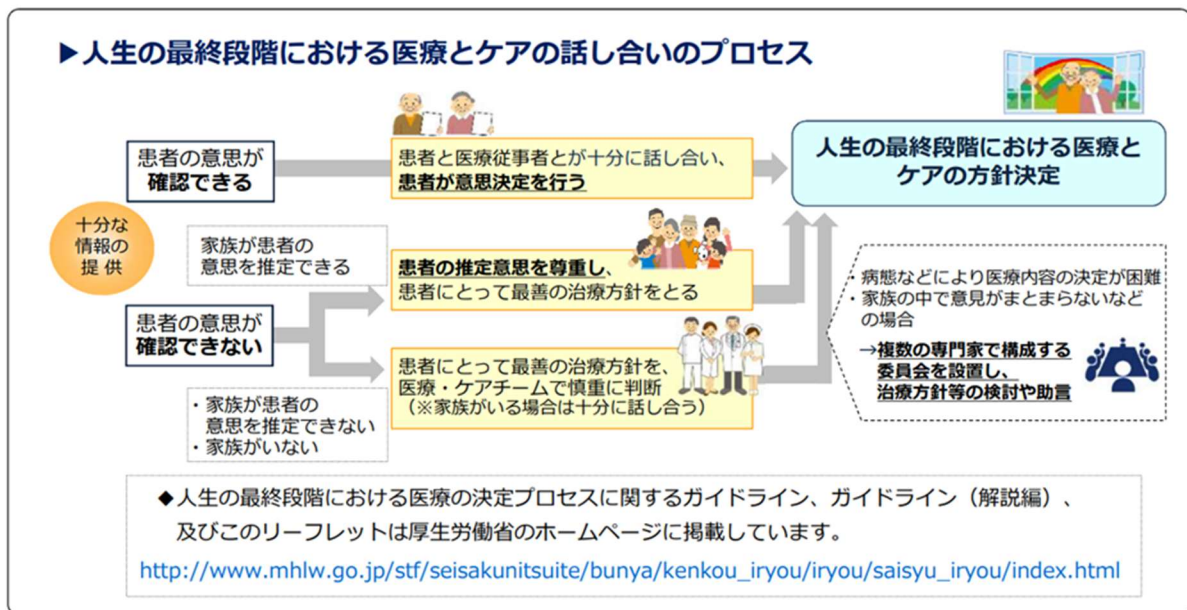 ▶人生の最終段階における医療とケアの話し合いのプロセス
十分な
情報の
提 供
患者の意思が
確認できる
患者と医療従事者とが十分に話し合い、
患者が意思決定を行う
人生の最終段階における医療と
ケアの方針決定
患者の意思が
確認できない
家族が患者の
意思を推定できる
患者の推定意思を尊重し、
患者にとって最善の治療方針をとる
・家族が患者の
意思を推定できない
・家族がいない
患者にとって最善の治療方針を、
医療・ケアチームで慎重に判断
（※家族がいる場合は十分に話し合う）
・病態などにより医療内容の決定が困難
・家族の中で意見がまとまらないなど
の場合
→複数の専門家で構成する
委員会を設置し、
治療方針等の検討や助言
◆人生の最終段階における医療の決定プロセスに関するガイドライン、ガイドライン（解説編）、
及びこのリーフレットは厚生労働省のホームページに掲載しています。
http://www.mhlw.go.jp/stf/seisakunitsuite/bunya/kenkou_iryou/iryou/saisyu_iryou/index.html